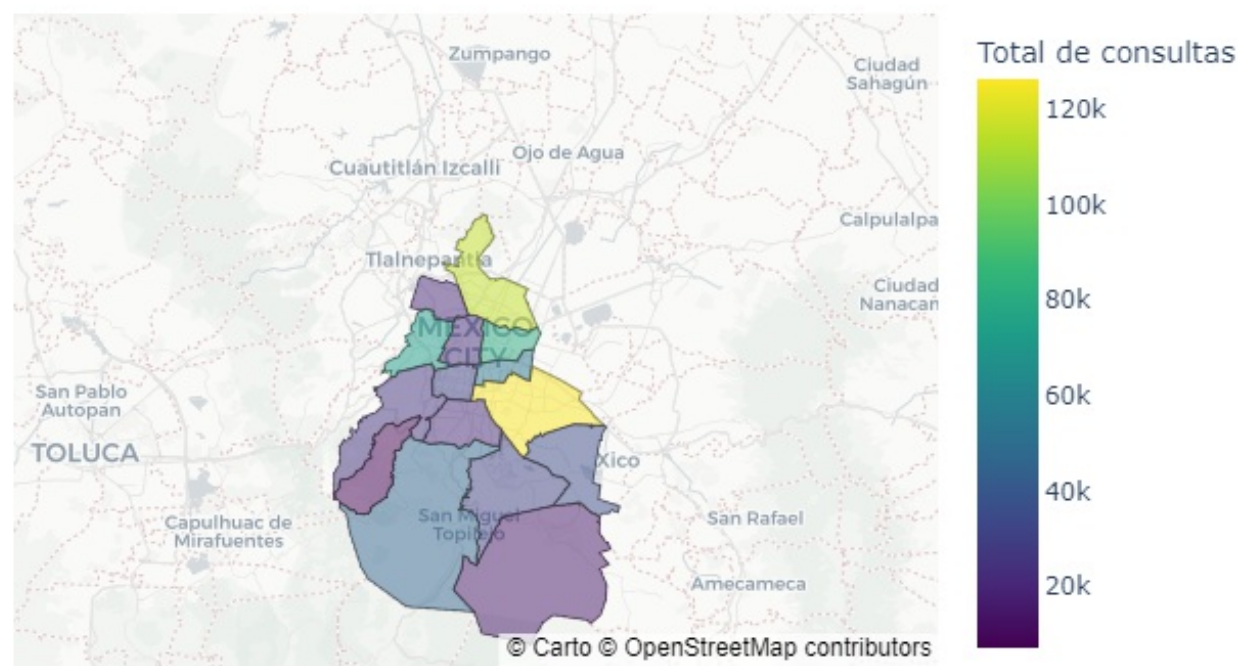 Total de consultas
120k
100k
80k
60k
40k
20k
Zumpango
Ciudad
Sahagún
Cuautitlán Izcalli
Ojo de Agua
Calpulalpa
Tlalnepantla
Ciudad
Nanacan
MEXICO
CITY
San Pablo
Autopan
TOLUCA
Xico
San Miguel
Topilejo
Capulhuac de
Mirafuentes
San Rafael
Amecameca
© Carto © OpenStreetMap contributors